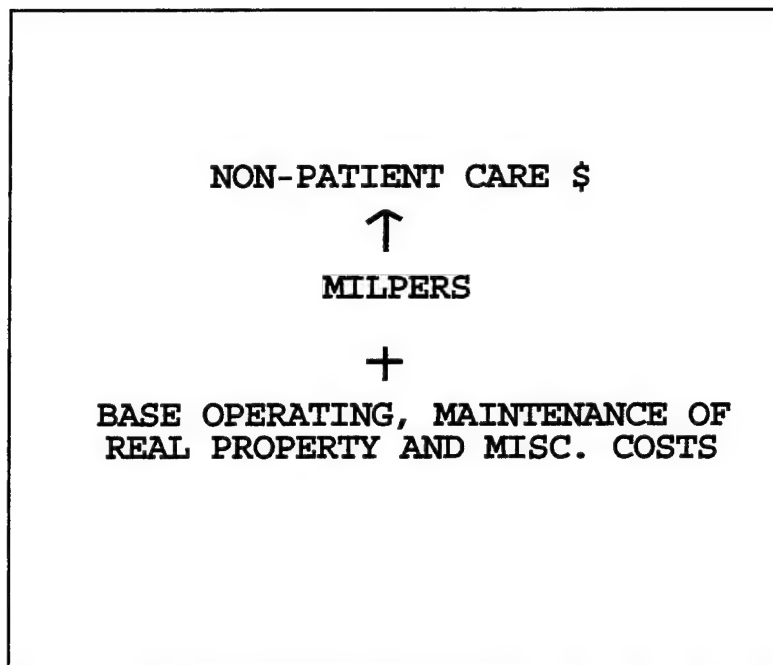 NON-PATIENT CARE $
↑
MILPERS
+
BASE OPERATING, MAINTENANCE OF
REAL PROPERTY AND MISC. COSTS